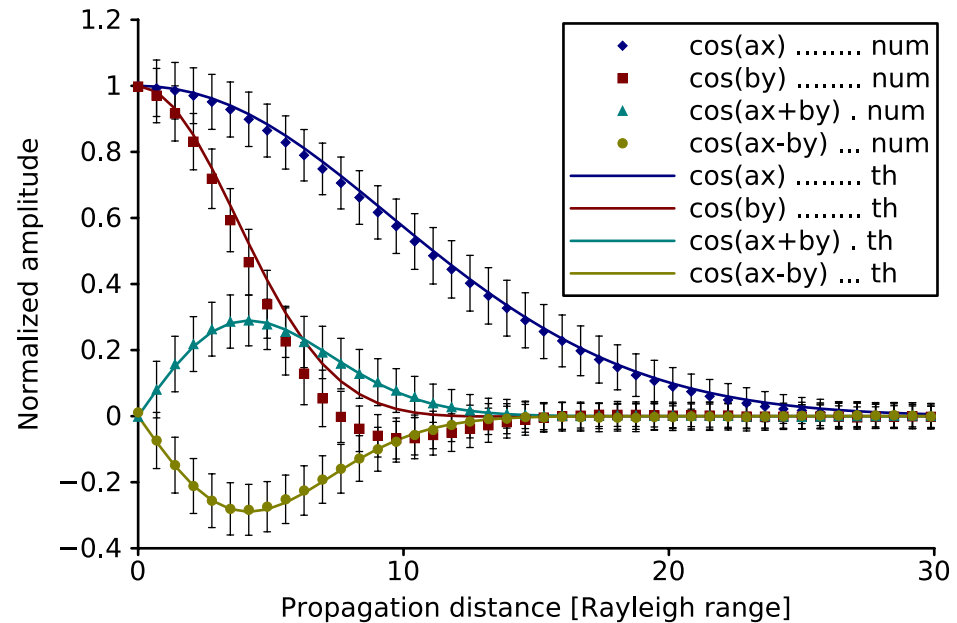 1.2
1
0.8
0.6
0.4
0.2
0
−0.2
−0.4
0
10
20
30
Normalized amplitude
Propagation distance [Rayleigh range]
cos(ax) ........ num
cos(by) ........ num
cos(ax+by) . num
cos(ax-by) ... num
cos(ax) ........ th
cos(by) ........ th
cos(ax+by) . th
cos(ax-by) ... th